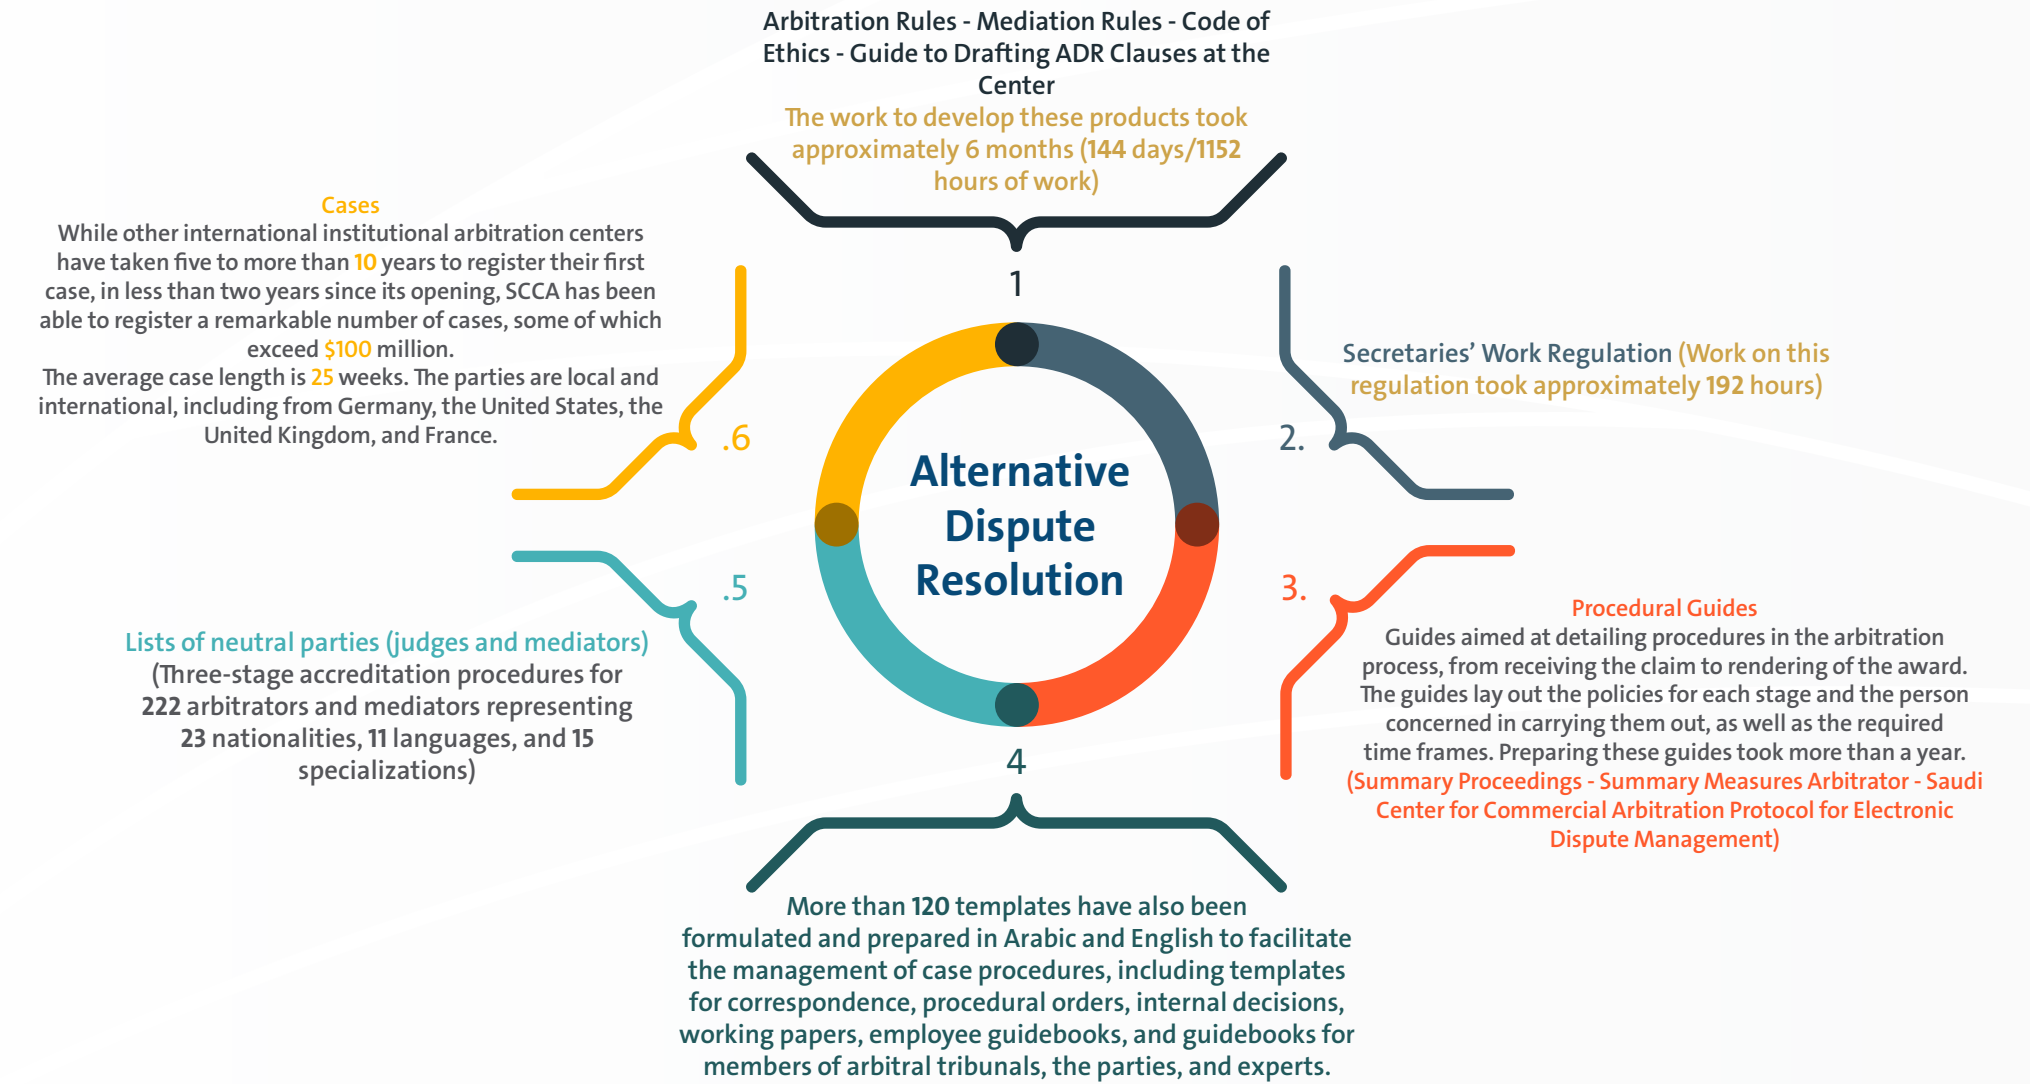 Arbitration Rules - Mediation Rules - Code of
Ethics - Guide to Drafting ADR Clauses at the
Center
The work to develop these products took
approximately 6 months (144 days/1152
hours of work)
1
Secretaries’ Work Regulation (Work on this
regulation took approximately 192 hours)
2.
3.
Procedural Guides
Guides aimed at detailing procedures in the arbitration
process, from receiving the claim to rendering of the award.
The guides lay out the policies for each stage and the person
concerned in carrying them out, as well as the required
time frames. Preparing these guides took more than a year.
(Summary Proceedings - Summary Measures Arbitrator - Saudi
Center for Commercial Arbitration Protocol for Electronic
Dispute Management)
4
More than 120 templates have also been
formulated and prepared in Arabic and English to facilitate
the management of case procedures, including templates
for correspondence, procedural orders, internal decisions,
working papers, employee guidebooks, and guidebooks for
members of arbitral tribunals, the parties, and experts.
.5
Lists of neutral parties (judges and mediators)
(Three-stage accreditation procedures for
222 arbitrators and mediators representing
23 nationalities, 11 languages, and 15
specializations)
.6
Cases
While other international institutional arbitration centers
have taken five to more than 10 years to register their first
case, in less than two years since its opening, SCCA has been
able to register a remarkable number of cases, some of which
exceed $100 million.
The average case length is 25 weeks. The parties are local and
international, including from Germany, the United States, the
United Kingdom, and France.
Alternative
Dispute
Resolution